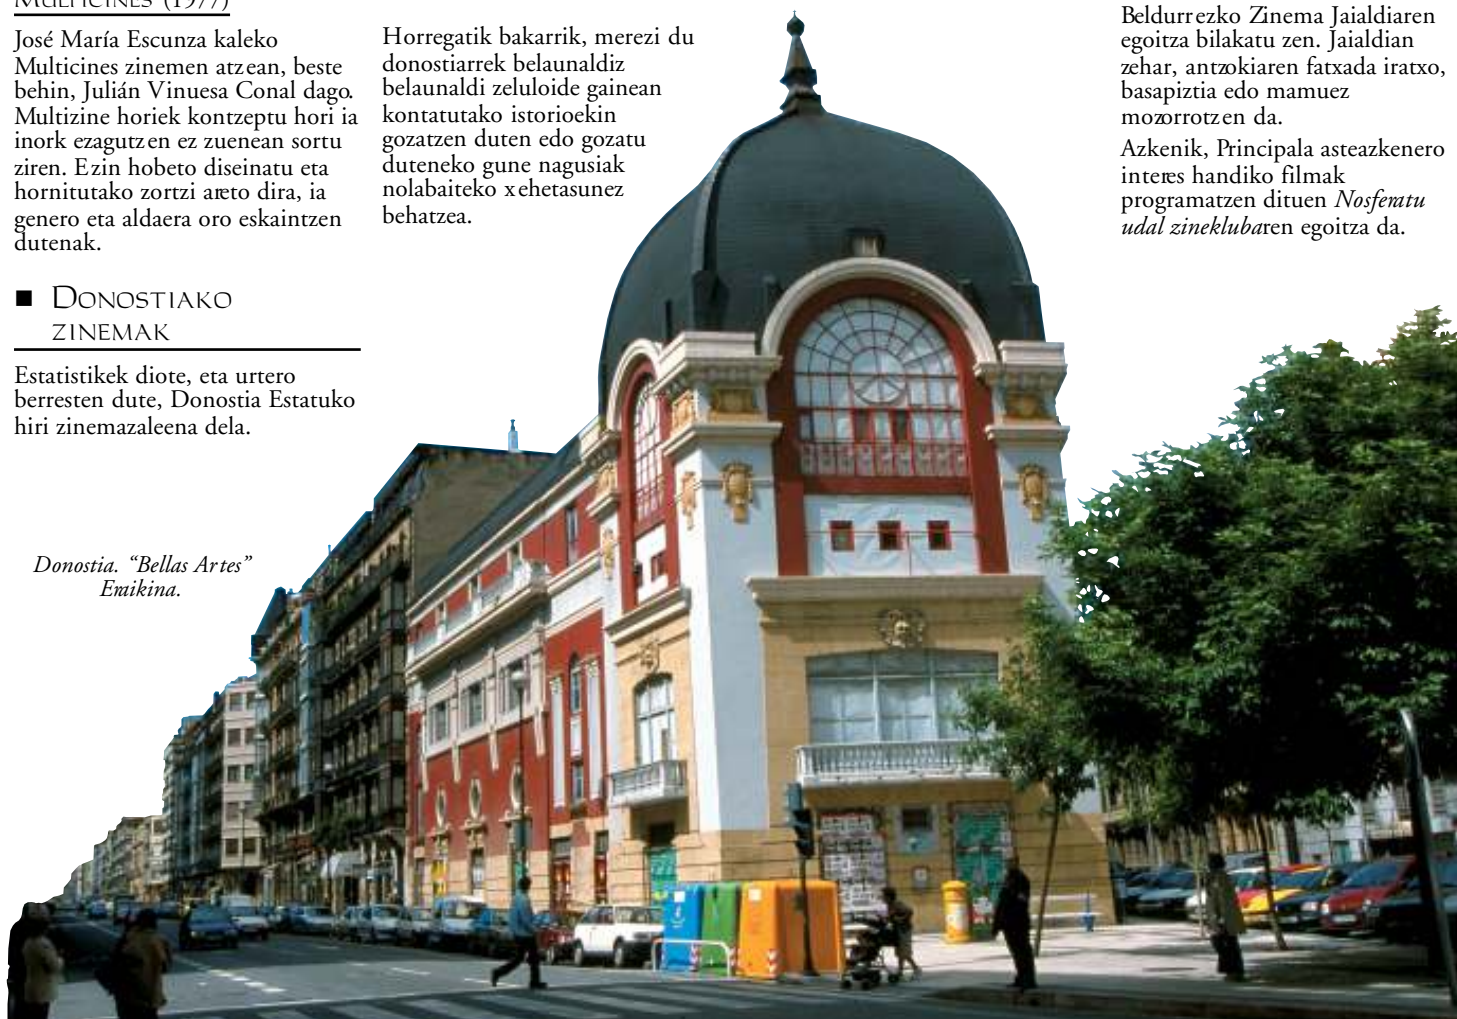 MULTICINES (1977)
José María Escunza kaleko
Multicines zinemen atzean, beste
behin, Julián Vinuesa Conal dago.
Multizine horiek kontzeptu hori ia
inork ezagutzen ez zuenean sortu
ziren. Ezin hobeto diseinatu eta
hornitutako zortzi areto dira, ia
genero eta aldaera oro eskaintzen
dutenak.
■ DONOSTIAKO
ZINEMAK
Estatistikek diote, eta urtero
berresten dute, Donostia Estatuko
hiri zinemazaleena dela.
Donostia. “Bellas Artes”
Eraikina.
Horregatik bakarrik, merezi du
donostiarrek belaunaldiz
belaunaldi zeluloide gainean
kontatutako istorioekin
gozatzen duten edo gozatu
duteneko gune nagusiak
nolabaiteko xehetasunez
behatzea.
Beldurrezko Zinema Jaialdiaren
egoitza bilakatu zen. Jaialdian
zehar, antzokiaren fatxada iratxo,
basapiztia edo mamuez
mozorrotzen da.
Azkenik, Principala asteazkenero
interes handiko filmak
programatzen dituen Nosferatu
udal zineklubaren egoitza da.